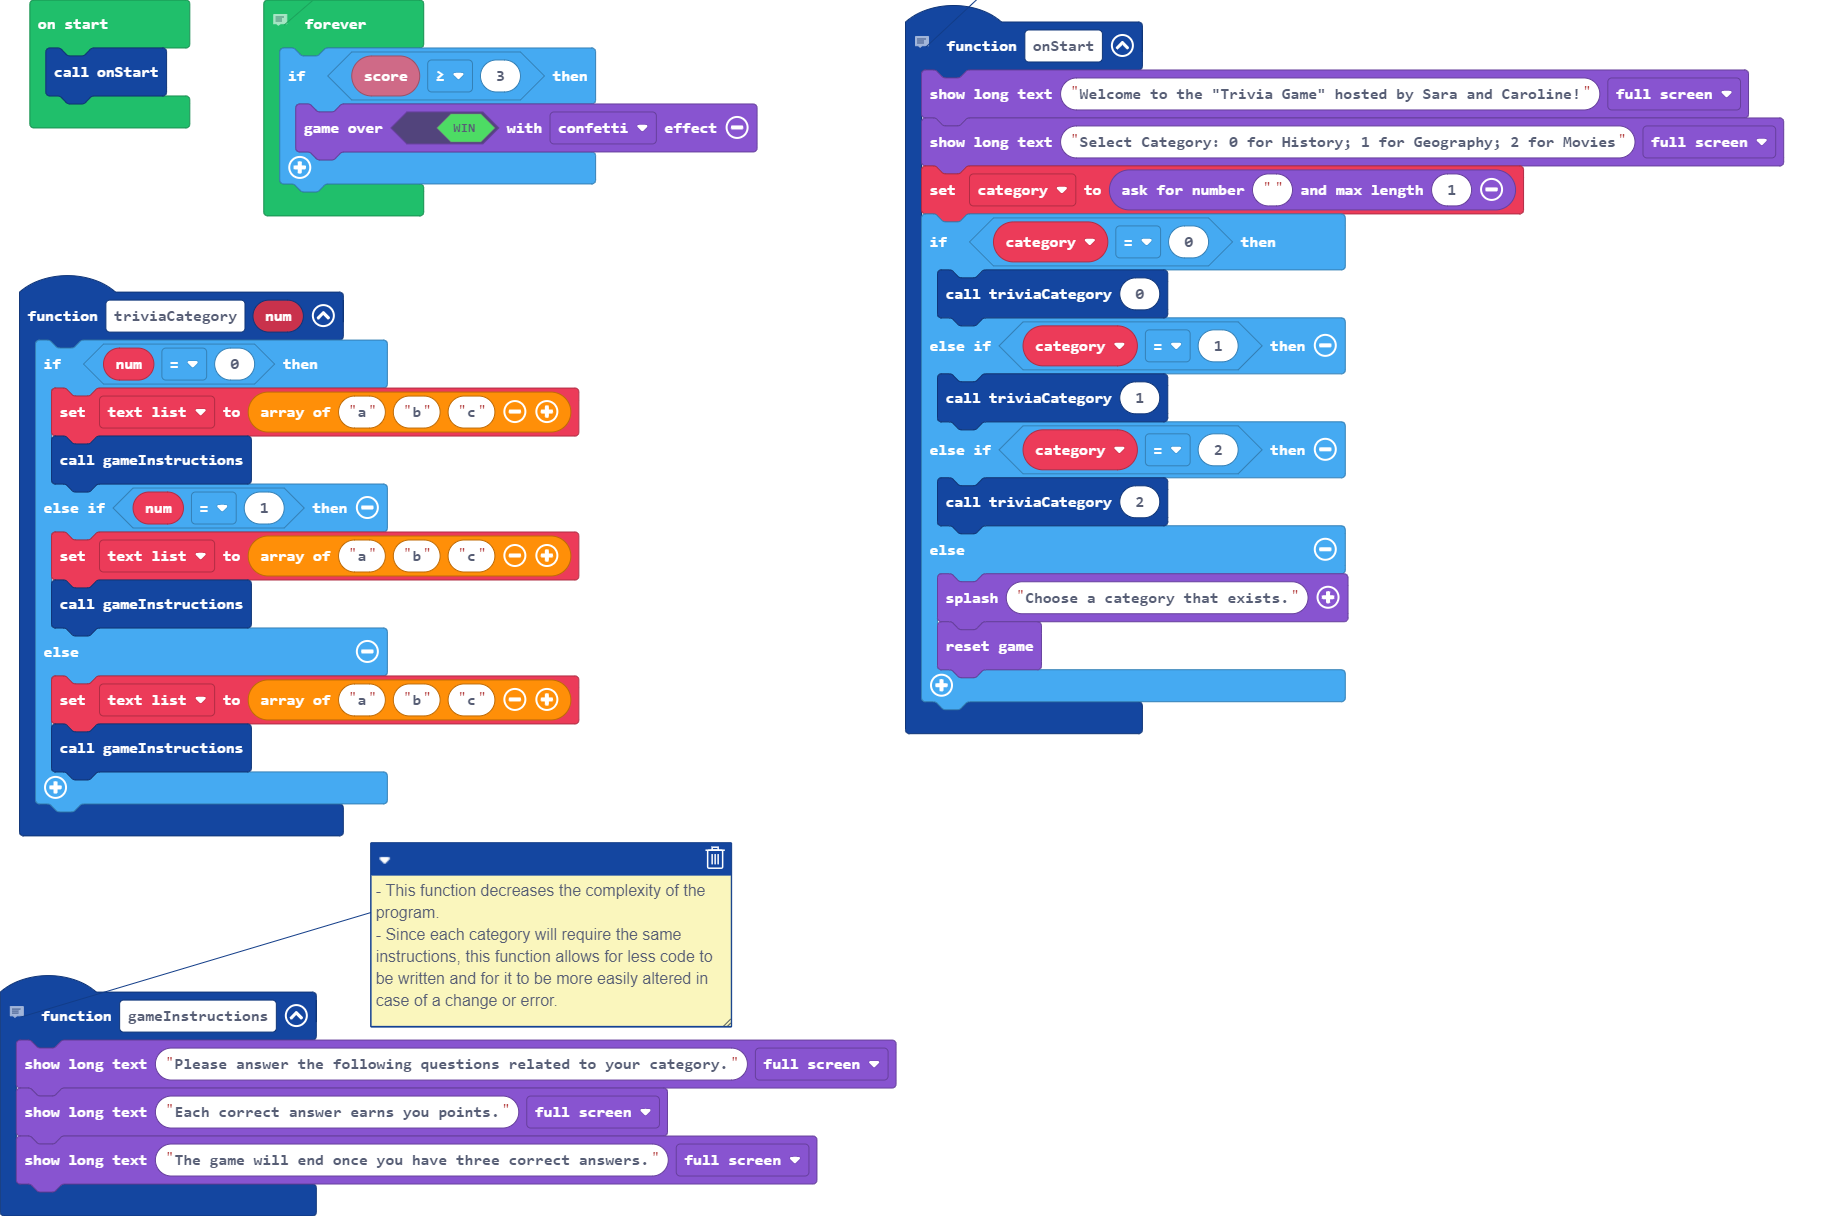 on start
call onStart
forever
if score ≥ 3 then
game over WIN with confetti effect
function triviaCategory num
if num = 0 then
set text list to array of "a" "b" "c"
call gameInstructions
else if num = 1 then
set text list to array of "a" "b" "c"
call gameInstructions
else
set text list to array of "a" "b" "c"
call gameInstructions
- This function decreases the complexity of the
program.
- Since each category will require the same
instructions, this function allows for less code to
be written and for it to be more easily altered in
case of a change or error.
function gameInstructions
show long text "Please answer the following questions related to your category." full screen
show long text "Each correct answer earns you points." full screen
show long text "The game will end once you have three correct answers." full screen
function onStart
show long text "Welcome to the "Trivia Game" hosted by Sara and Caroline!" full screen
show long text "Select Category: 0 for History; 1 for Geography; 2 for Movies" full screen
set category to ask for number "" and max length 1
if category = 0 then
call triviaCategory 0
else if category = 1 then
call triviaCategory 1
else if category = 2 then
call triviaCategory 2
else
splash "Choose a category that exists."
reset game